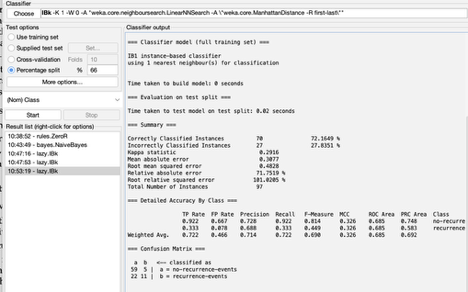 Classifier
Choose IBk -K 1 -W 0 -A "weka.core.neighboursearch.LinearNNSearch -A \"weka.core.ManhattanDistance -R first-last\""
Test options
Use training set
Supplied test set Set...
Cross-validation Folds 10
Percentage split % 66
More options...
(Nom) Class
Start Stop
Result list (right-click for options)
10:38:52 - rules.ZeroR
10:43:49 - bayes.NaiveBayes
10:47:16 - lazy.IBk
10:47:53 - lazy.IBk
10:53:19 - lazy.IBk
Classifier output
=== Classifier model (full training set) ===
IB1 instance-based classifier
using 1 nearest neighbour(s) for classification
Time taken to build model: 0 seconds
=== Evaluation on test split ===
Time taken to test model on test split: 0.02 seconds
=== Summary ===
Correctly Classified Instances 70 72.1649 %
Incorrectly Classified Instances 27 27.8351 %
Kappa statistic 0.2916
Mean absolute error 0.3077
Root mean squared error 0.4828
Relative absolute error 71.7519 %
Root relative squared error 101.0205 %
Total Number of Instances 97
=== Detailed Accuracy By Class ===
TP Rate FP Rate Precision Recall F-Measure MCC ROC Area PRC Area Class
0.922 0.667 0.728 0.922 0.814 0.326 0.685 0.748 no-recurre
0.333 0.078 0.688 0.333 0.449 0.326 0.685 0.583 recurrence
Weighted Avg. 0.722 0.466 0.714 0.722 0.690 0.326 0.685 0.692
=== Confusion Matrix ===
a b <-- classified as
59 5 | a = no-recurrence-events
22 11 | b = recurrence-events